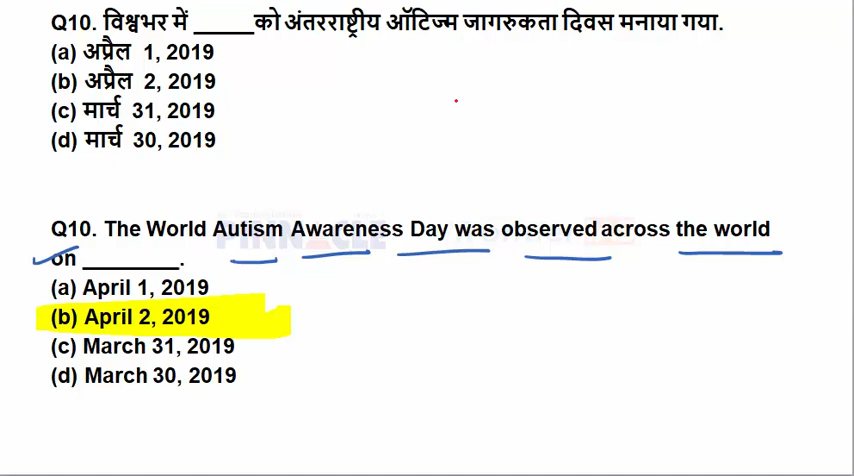 Q10. विश्वभर में _____को अंतरराष्ट्रीय ऑटिज्म जागरुकता दिवस मनाया गया.
(a) अप्रैल 1, 2019
(b) अप्रैल 2, 2019
(c) मार्च 31, 2019
(d) मार्च 30, 2019
PINNACLE
Q10. The World Autism Awareness Day was observed across the world
on ________.
(a) April 1, 2019
(b) April 2, 2019
(c) March 31, 2019
(d) March 30, 2019